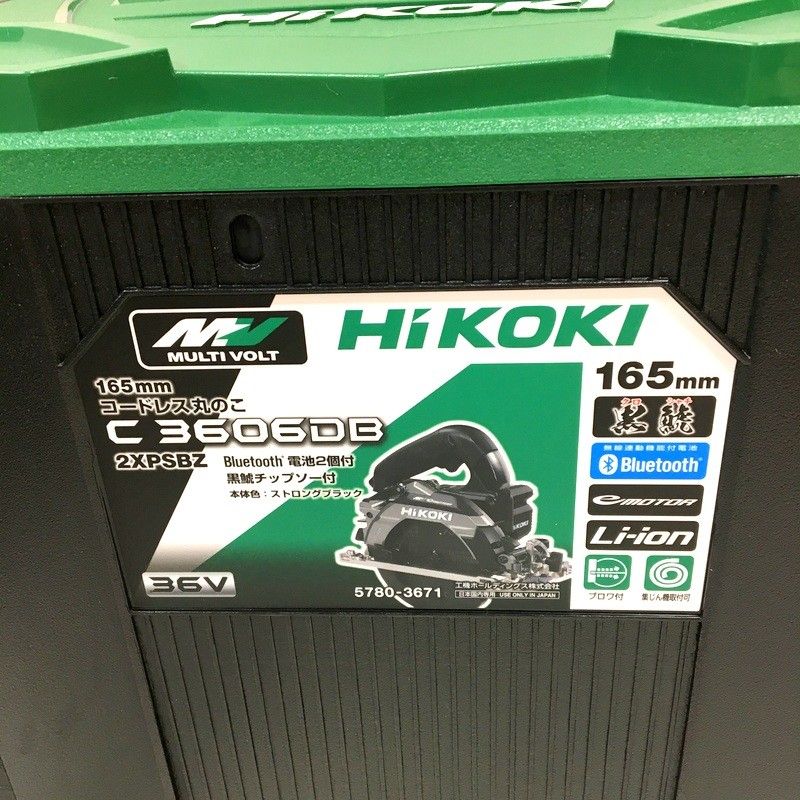 HiKOKI
MV
MULTI VOLT
HiKOKI
165mm
コードレス丸のこ
C 3606DB
2XPSBZ Bluetooth®電池2個付
黒鯱チップソー付
本体色：ストロングブラック
36V
HiKOKI
HiKOKI
5780-3671
工機ホールディングス株式会社
日本国内専用 USE ONLY IN JAPAN
165mm
クロ シャチ
黒鯱
無線連動機能付電池
Bluetooth®
e MOTOR
Li-ion
ブロワ付
集じん機取付可